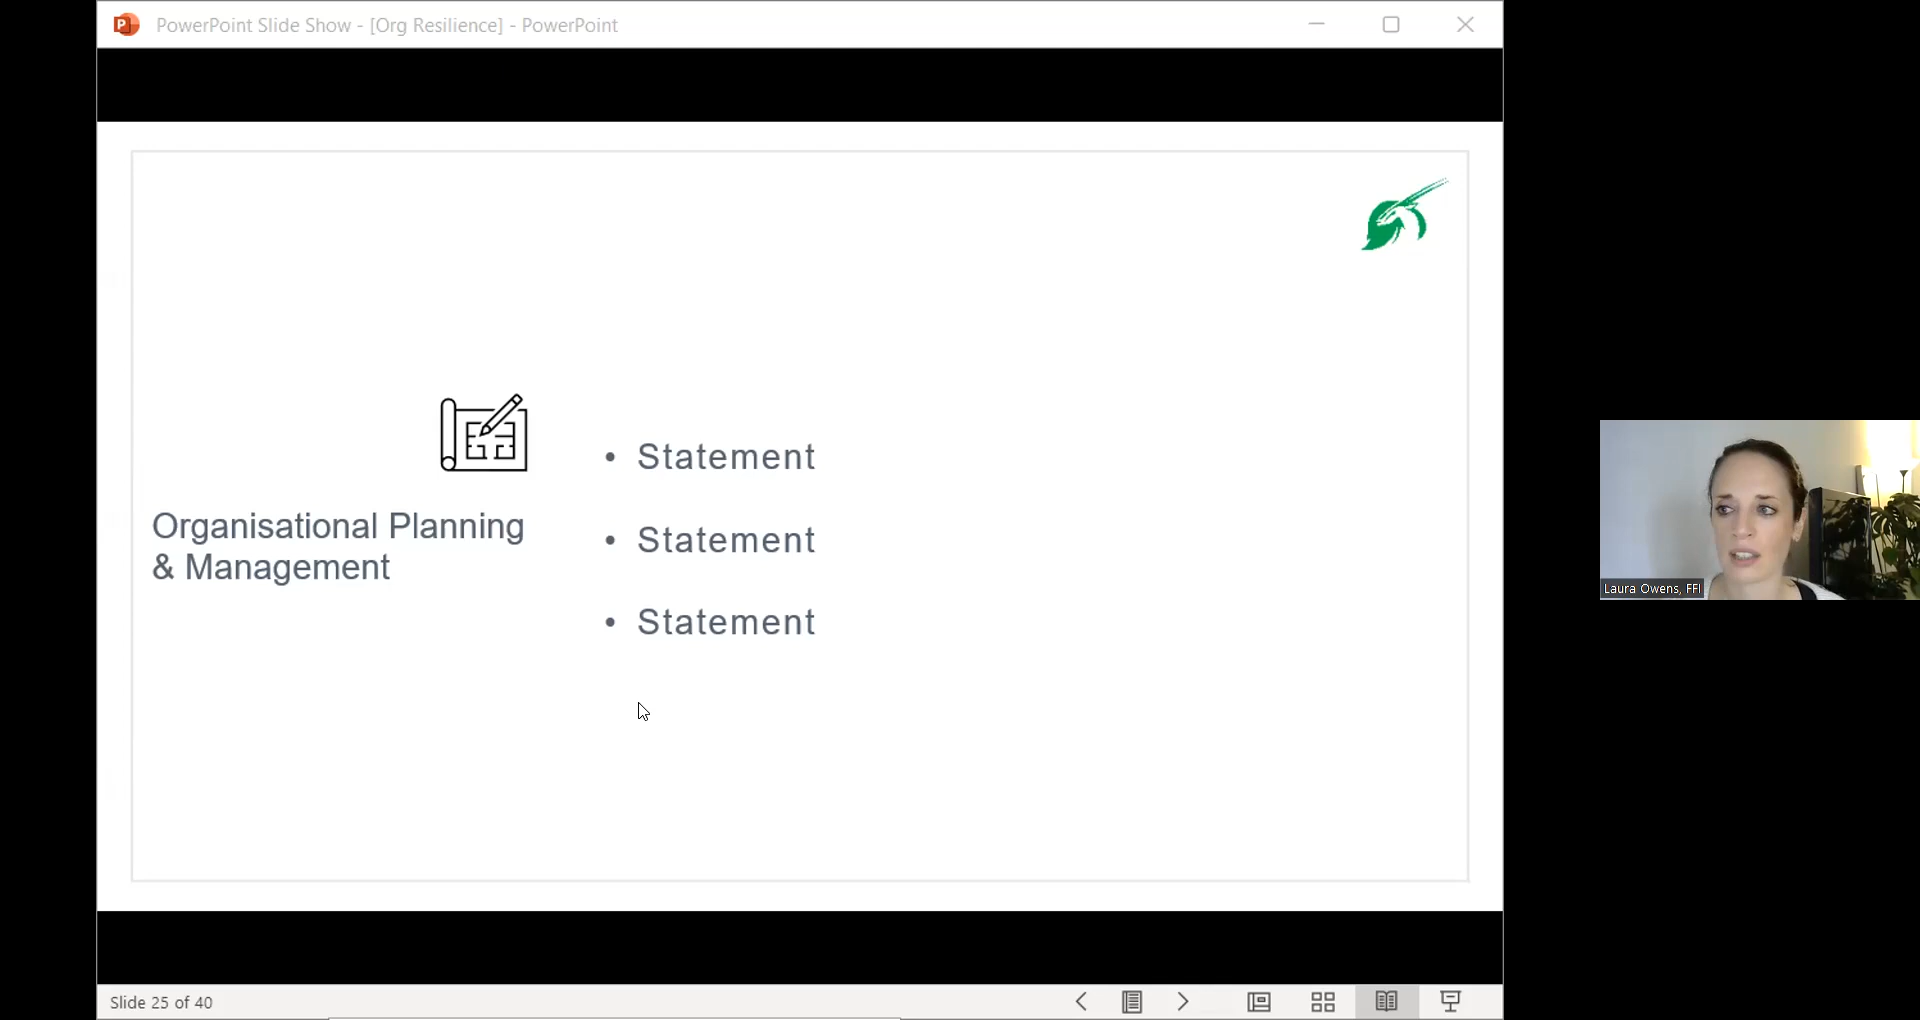 PowerPoint Slide Show - [Org Resilience] - PowerPoint
Organisational Planning
& Management
• Statement
• Statement
• Statement
Laura Owens, FFI
Slide 25 of 40